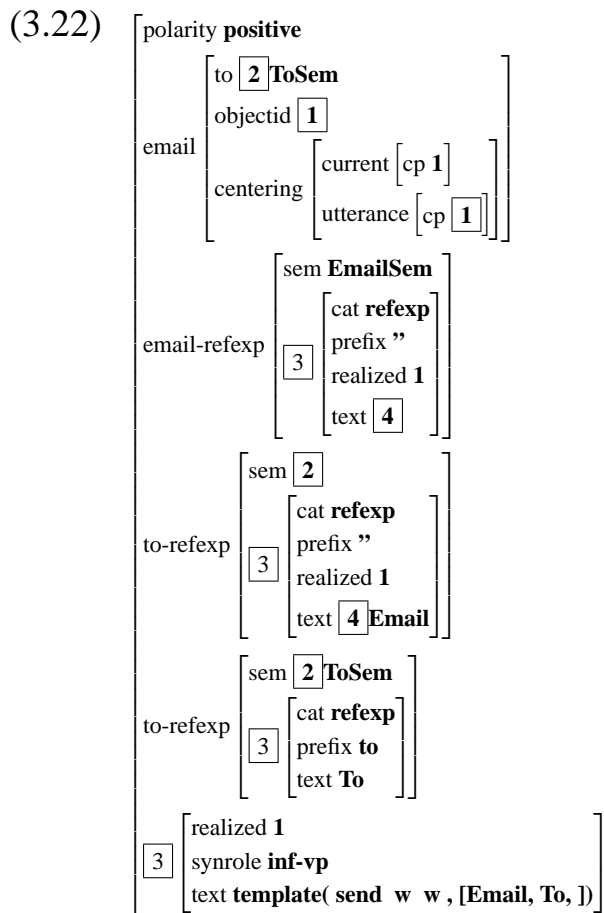 (3.22)
polarity positive
to 2 ToSem
objectid 1
email
current [cp 1]
centering
utterance [cp 1]
sem EmailSem
cat refexp
prefix ”
email-refexp
3
realized 1
text 4
sem 2
cat refexp
prefix ”
to-refexp
3
realized 1
text 4 Email
sem 2 ToSem
cat refexp
to-refexp
3
prefix to
text To
realized 1
3
synrole inf-vp
text template( send w w , [Email, To, ])